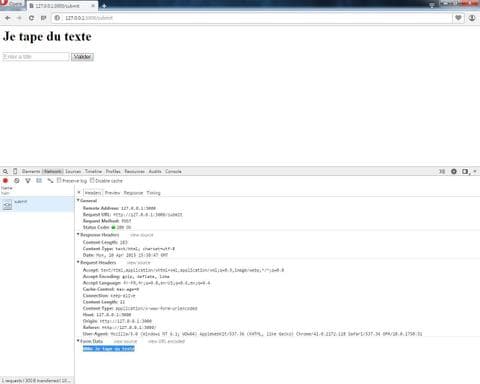 Opera
127.0.0.1:3000/submit
127.0.0.1:3000/submit
Je tape du texte
Enter a title Valider
Elements Network Sources Timeline Profiles Resources Audits Console
Preserve log Disable cache
Name
Path
Headers Preview Response Timing
submit
General
Remote Address: 127.0.0.1:3000
Request URL: http://127.0.0.1:3000/submit
Request Method: POST
Status Code: 200 OK
Response Headers view source
Content-Length: 183
Content-Type: text/html; charset=utf-8
Date: Mon, 20 Apr 2015 15:38:47 GMT
Request Headers view source
Accept: text/html,application/xhtml+xml,application/xml;q=0.9,image/webp,*/*;q=0.8
Accept-Encoding: gzip, deflate, lzma
Accept-Language: fr-FR,fr;q=0.8,en-US;q=0.6,en;q=0.4
Cache-Control: max-age=0
Connection: keep-alive
Content-Length: 22
Content-Type: application/x-www-form-urlencoded
Host: 127.0.0.1:3000
Origin: http://127.0.0.1:3000
Referer: http://127.0.0.1:3000/
User-Agent: Mozilla/5.0 (Windows NT 6.1; WOW64) AppleWebKit/537.36 (KHTML, like Gecko) Chrome/41.0.2272.118 Safari/537.36 OPR/28.0.1750.51
Form Data view source view URL encoded
Je tape du texte
1 requests | 300 B transferred